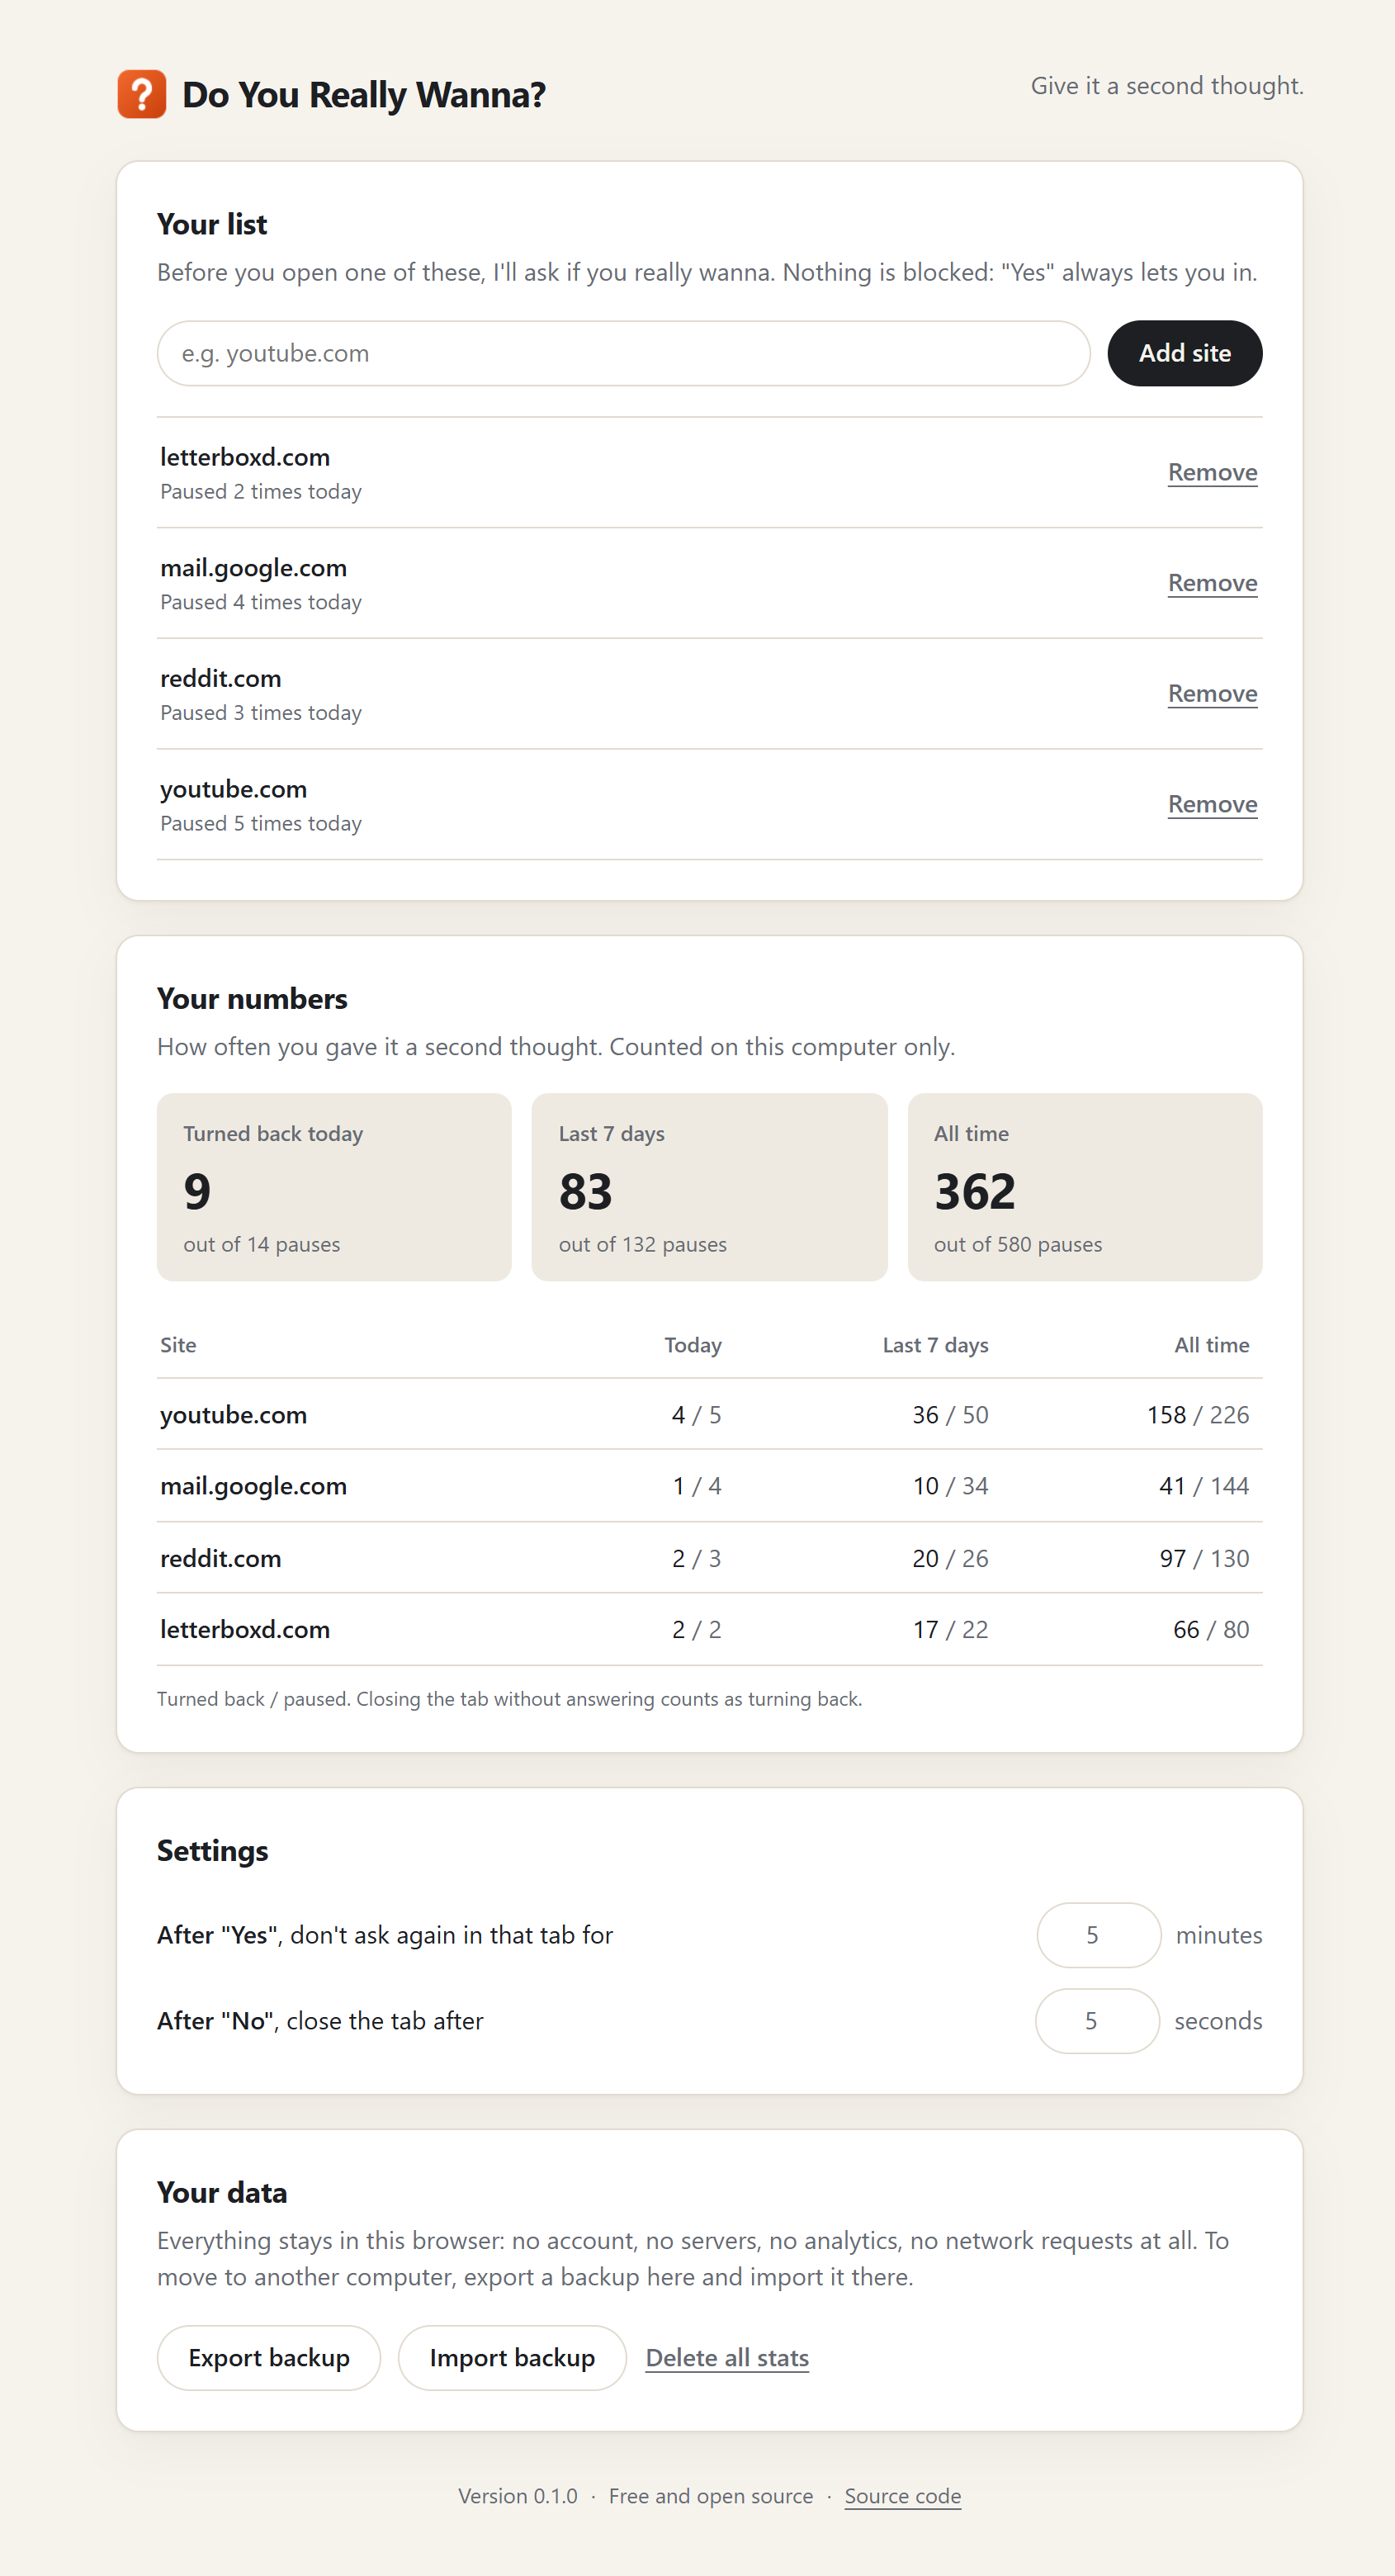 Do You Really Wanna?
Give it a second thought.
Your list
Before you open one of these, I'll ask if you really wanna. Nothing is blocked: "Yes" always lets you in.
e.g. youtube.com
Add site
letterboxd.com
Paused 2 times today
Remove
mail.google.com
Paused 4 times today
Remove
reddit.com
Paused 3 times today
Remove
youtube.com
Paused 5 times today
Remove
Your numbers
How often you gave it a second thought. Counted on this computer only.
Turned back today
9
out of 14 pauses
Last 7 days
83
out of 132 pauses
All time
362
out of 580 pauses
Site Today Last 7 days All time
youtube.com 4 / 5 36 / 50 158 / 226
mail.google.com 1 / 4 10 / 34 41 / 144
reddit.com 2 / 3 20 / 26 97 / 130
letterboxd.com 2 / 2 17 / 22 66 / 80
Turned back / paused. Closing the tab without answering counts as turning back.
Settings
After "Yes", don't ask again in that tab for 5 minutes
After "No", close the tab after 5 seconds
Your data
Everything stays in this browser: no account, no servers, no analytics, no network requests at all. To
move to another computer, export a backup here and import it there.
Export backup Import backup Delete all stats
Version 0.1.0 · Free and open source · Source code